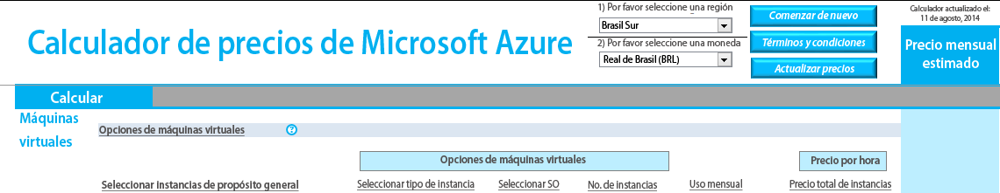 Calculador de precios de Microsoft Azure
1) Por favor seleccione una región
Brasil Sur
2) Por favor seleccione una moneda
Real de Brasil (BRL)
Comenzar de nuevo
Términos y condiciones
Actualizar precios
Calculador actualizado el:
11 de agosto, 2014
Precio mensual
estimado
Calcular
Máquinas
virtuales
Opciones de máquinas virtuales
?
Opciones de máquinas virtuales
Precio por hora
Seleccionar instancias de propósito general
Seleccionar tipo de instancia
Seleccionar SO
No. de instancias
Uso mensual
Precio total de instancias